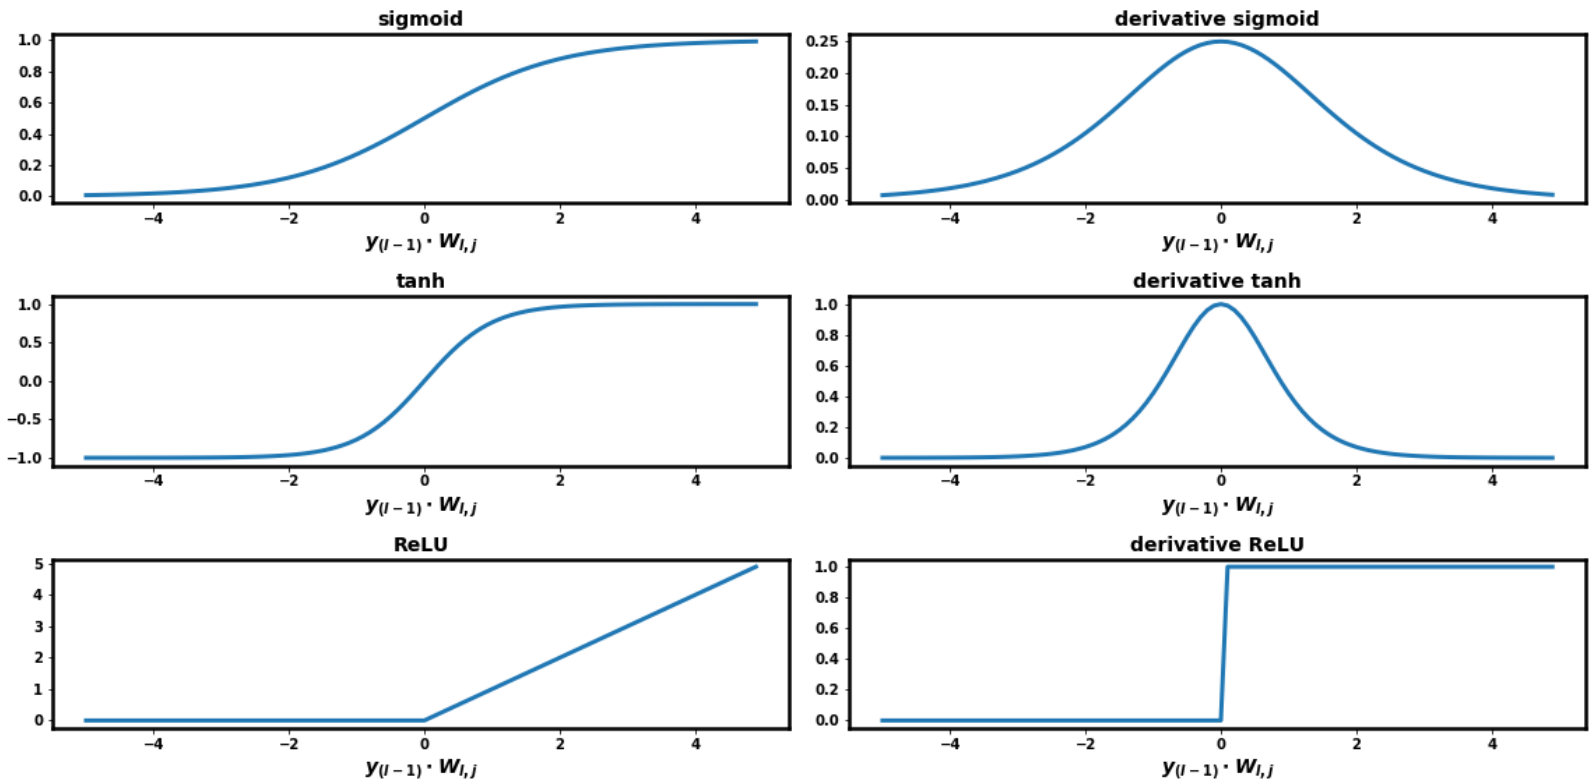 sigmoid
1.0
0.8
0.6
0.4
0.2
0.0
−4 −2 0 2 4
y(l − 1) · Wl, j
derivative sigmoid
0.25
0.20
0.15
0.10
0.05
0.00
−4 −2 0 2 4
y(l − 1) · Wl, j
tanh
1.0
0.5
0.0
−0.5
−1.0
−4 −2 0 2 4
y(l − 1) · Wl, j
derivative tanh
1.0
0.8
0.6
0.4
0.2
0.0
−4 −2 0 2 4
y(l − 1) · Wl, j
ReLU
5
4
3
2
1
0
−4 −2 0 2 4
y(l − 1) · Wl, j
derivative ReLU
1.0
0.8
0.6
0.4
0.2
0.0
−4 −2 0 2 4
y(l − 1) · Wl, j